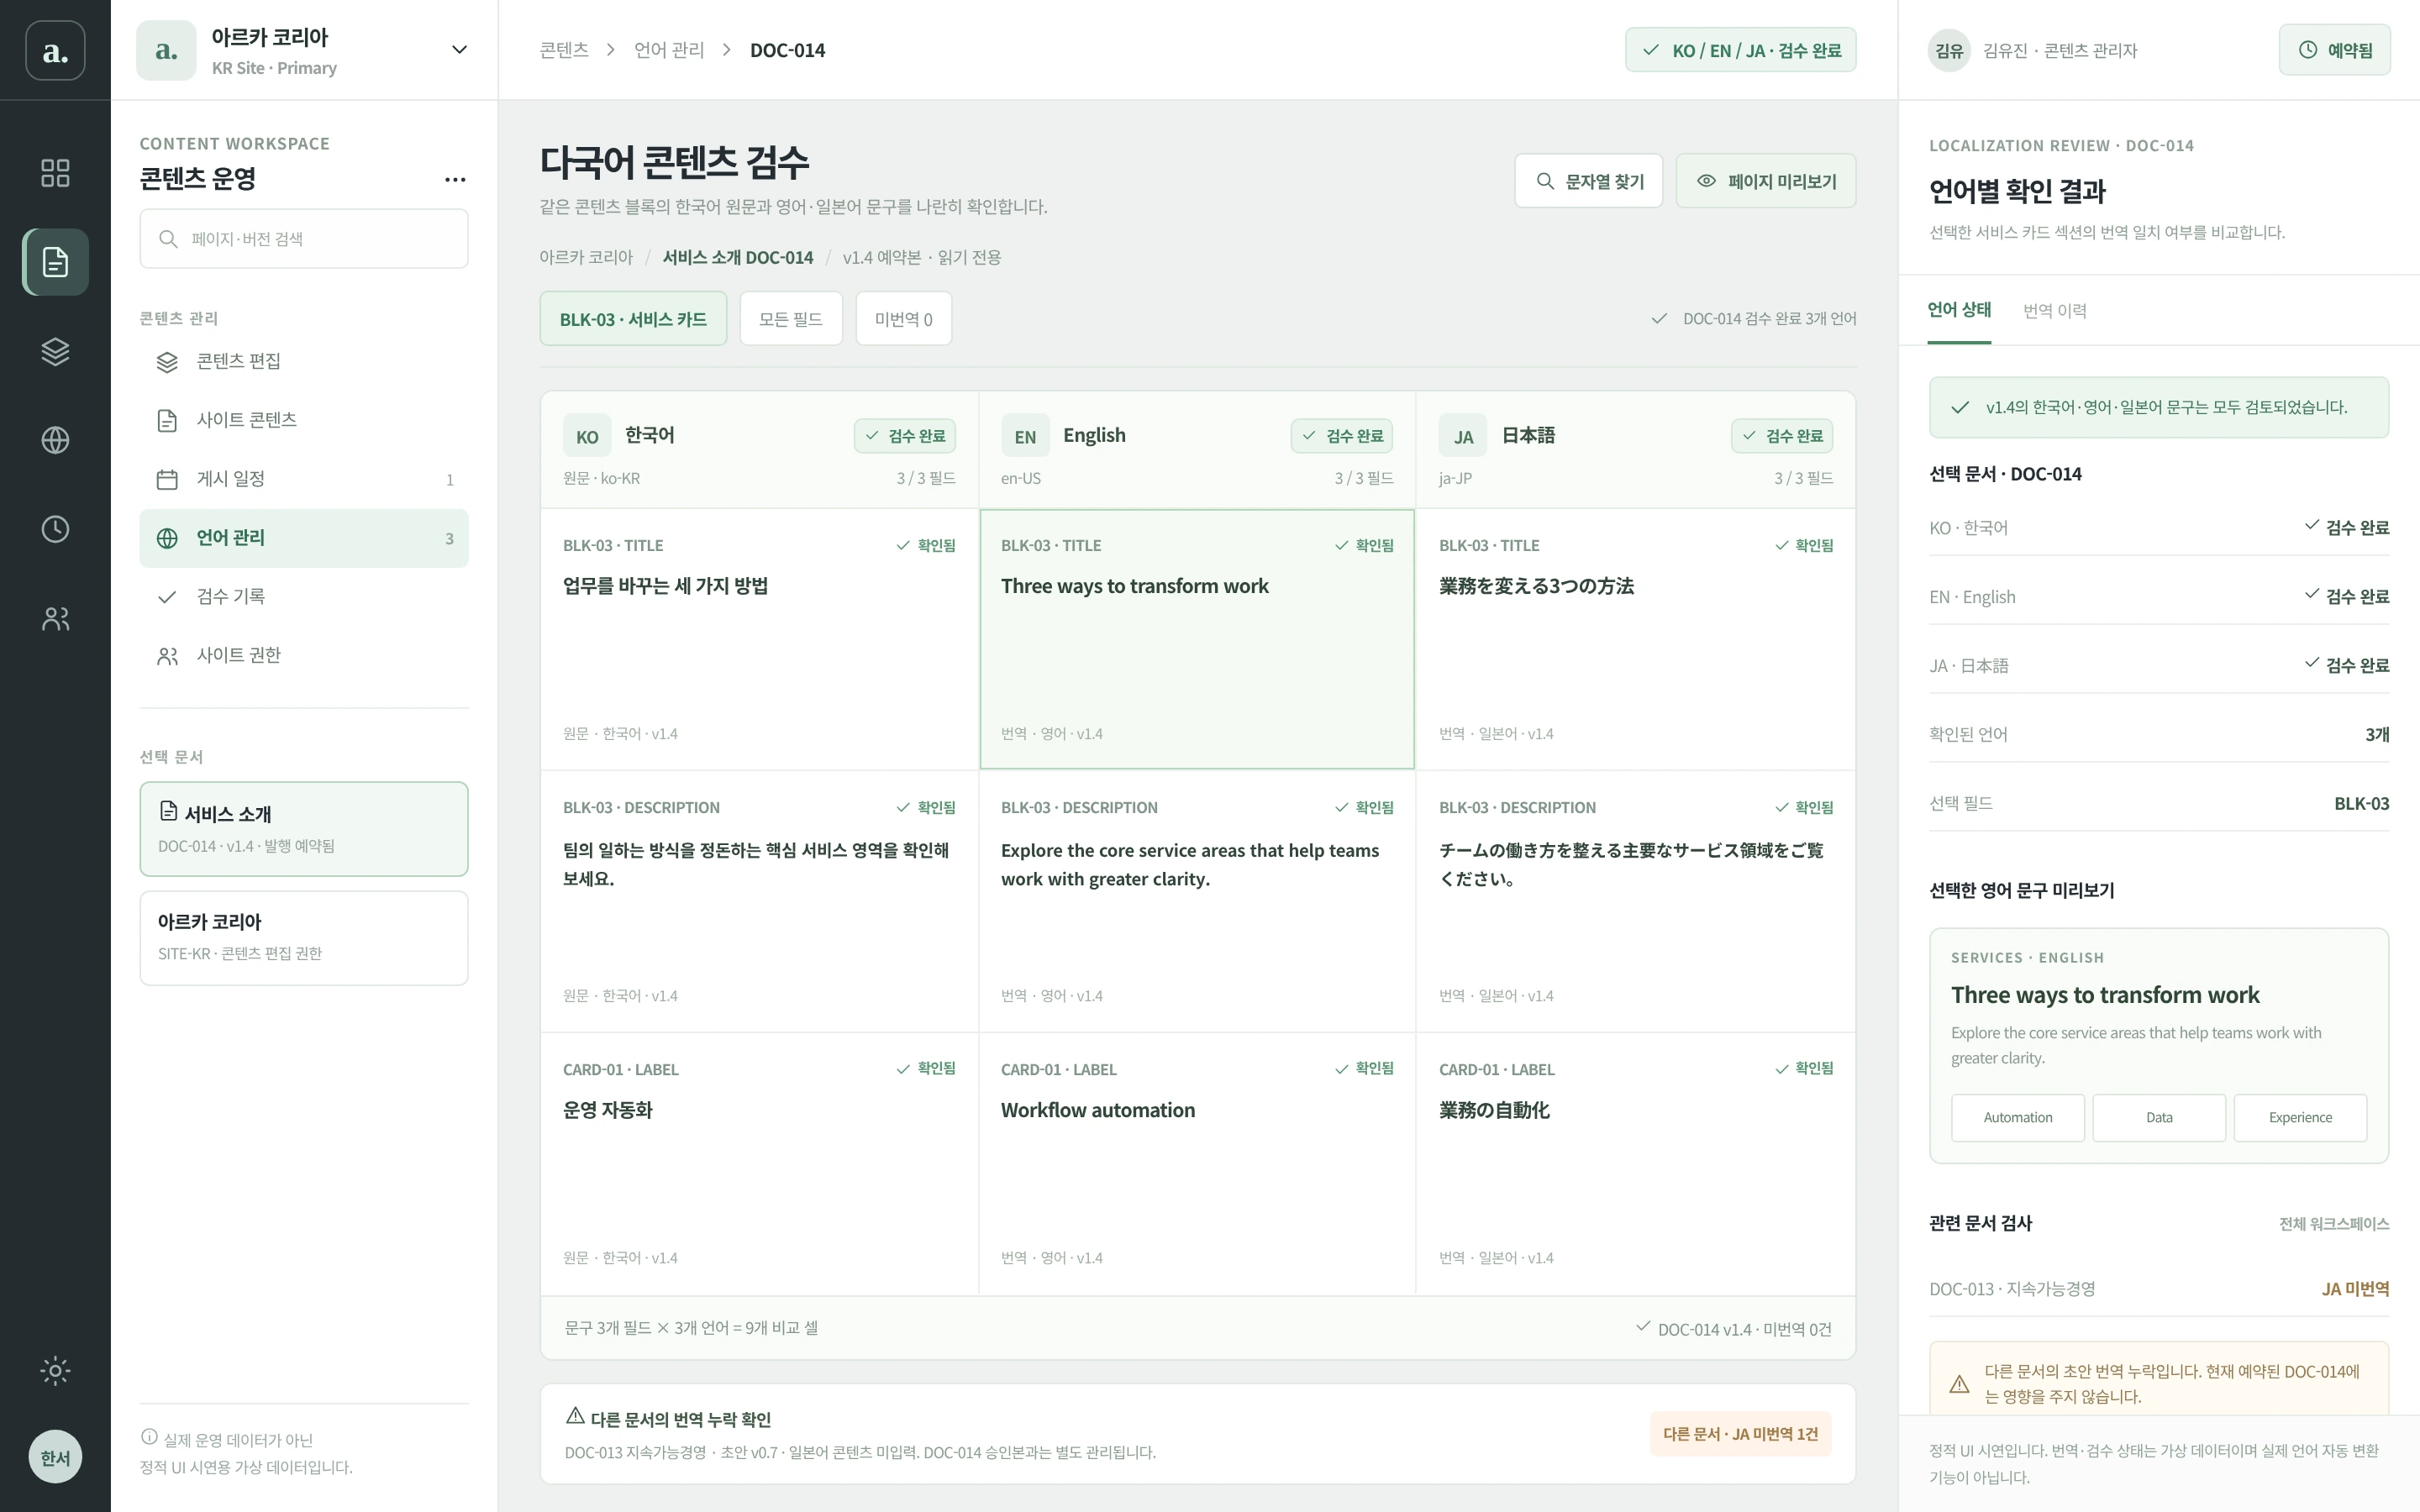 a.
한서
a.
아르카 코리아
KR Site · Primary
CONTENT WORKSPACE
콘텐츠 운영
페이지·버전 검색
콘텐츠 관리
콘텐츠 편집
사이트 콘텐츠
게시 일정 1
언어 관리 3
검수 기록
사이트 권한
선택 문서
서비스 소개
DOC-014 · v1.4 · 발행 예약됨
아르카 코리아
SITE-KR · 콘텐츠 편집 권한
실제 운영 데이터가 아닌
정적 UI 시연용 가상 데이터입니다.
콘텐츠 > 언어 관리 > DOC-014
KO / EN / JA · 검수 완료
다국어 콘텐츠 검수
같은 콘텐츠 블록의 한국어 원문과 영어·일본어 문구를 나란히 확인합니다.
문자열 찾기
페이지 미리보기
아르카 코리아 / 서비스 소개 DOC-014 / v1.4 예약본 · 읽기 전용
BLK-03 · 서비스 카드
모든 필드
미번역 0
DOC-014 검수 완료 3개 언어
KO 한국어 검수 완료
원문 · ko-KR 3 / 3 필드
EN English 검수 완료
en-US 3 / 3 필드
JA 日本語 검수 완료
ja-JP 3 / 3 필드
BLK-03 · TITLE 확인됨
업무를 바꾸는 세 가지 방법
원문 · 한국어 · v1.4
BLK-03 · TITLE 확인됨
Three ways to transform work
번역 · 영어 · v1.4
BLK-03 · TITLE 확인됨
業務を変える3つの方法
번역 · 일본어 · v1.4
BLK-03 · DESCRIPTION 확인됨
팀의 일하는 방식을 정돈하는 핵심 서비스 영역을 확인해
보세요.
원문 · 한국어 · v1.4
BLK-03 · DESCRIPTION 확인됨
Explore the core service areas that help teams
work with greater clarity.
번역 · 영어 · v1.4
BLK-03 · DESCRIPTION 확인됨
チームの働き方を整える主要なサービス領域をご覧
ください。
번역 · 일본어 · v1.4
CARD-01 · LABEL 확인됨
운영 자동화
원문 · 한국어 · v1.4
CARD-01 · LABEL 확인됨
Workflow automation
번역 · 영어 · v1.4
CARD-01 · LABEL 확인됨
業務の自動化
번역 · 일본어 · v1.4
문구 3개 필드 × 3개 언어 = 9개 비교 셀
DOC-014 v1.4 · 미번역 0건
다른 문서의 번역 누락 확인
DOC-013 지속가능경영 · 초안 v0.7 · 일본어 콘텐츠 미입력. DOC-014 승인본과는 별도 관리됩니다.
다른 문서 · JA 미번역 1건
김유 김유진 · 콘텐츠 관리자
예약됨
LOCALIZATION REVIEW · DOC-014
언어별 확인 결과
선택한 서비스 카드 섹션의 번역 일치 여부를 비교합니다.
언어 상태
번역 이력
v1.4의 한국어·영어·일본어 문구는 모두 검토되었습니다.
선택 문서 · DOC-014
KO · 한국어 검수 완료
EN · English 검수 완료
JA · 日本語 검수 완료
확인된 언어 3개
선택 필드 BLK-03
선택한 영어 문구 미리보기
SERVICES · ENGLISH
Three ways to transform work
Explore the core service areas that help teams work with
greater clarity.
Automation
Data
Experience
관련 문서 검사 전체 워크스페이스
DOC-013 · 지속가능경영 JA 미번역
다른 문서의 초안 번역 누락입니다. 현재 예약된 DOC-014에
는 영향을 주지 않습니다.
정적 UI 시연입니다. 번역·검수 상태는 가상 데이터이며 실제 언어 자동 변환
기능이 아닙니다.